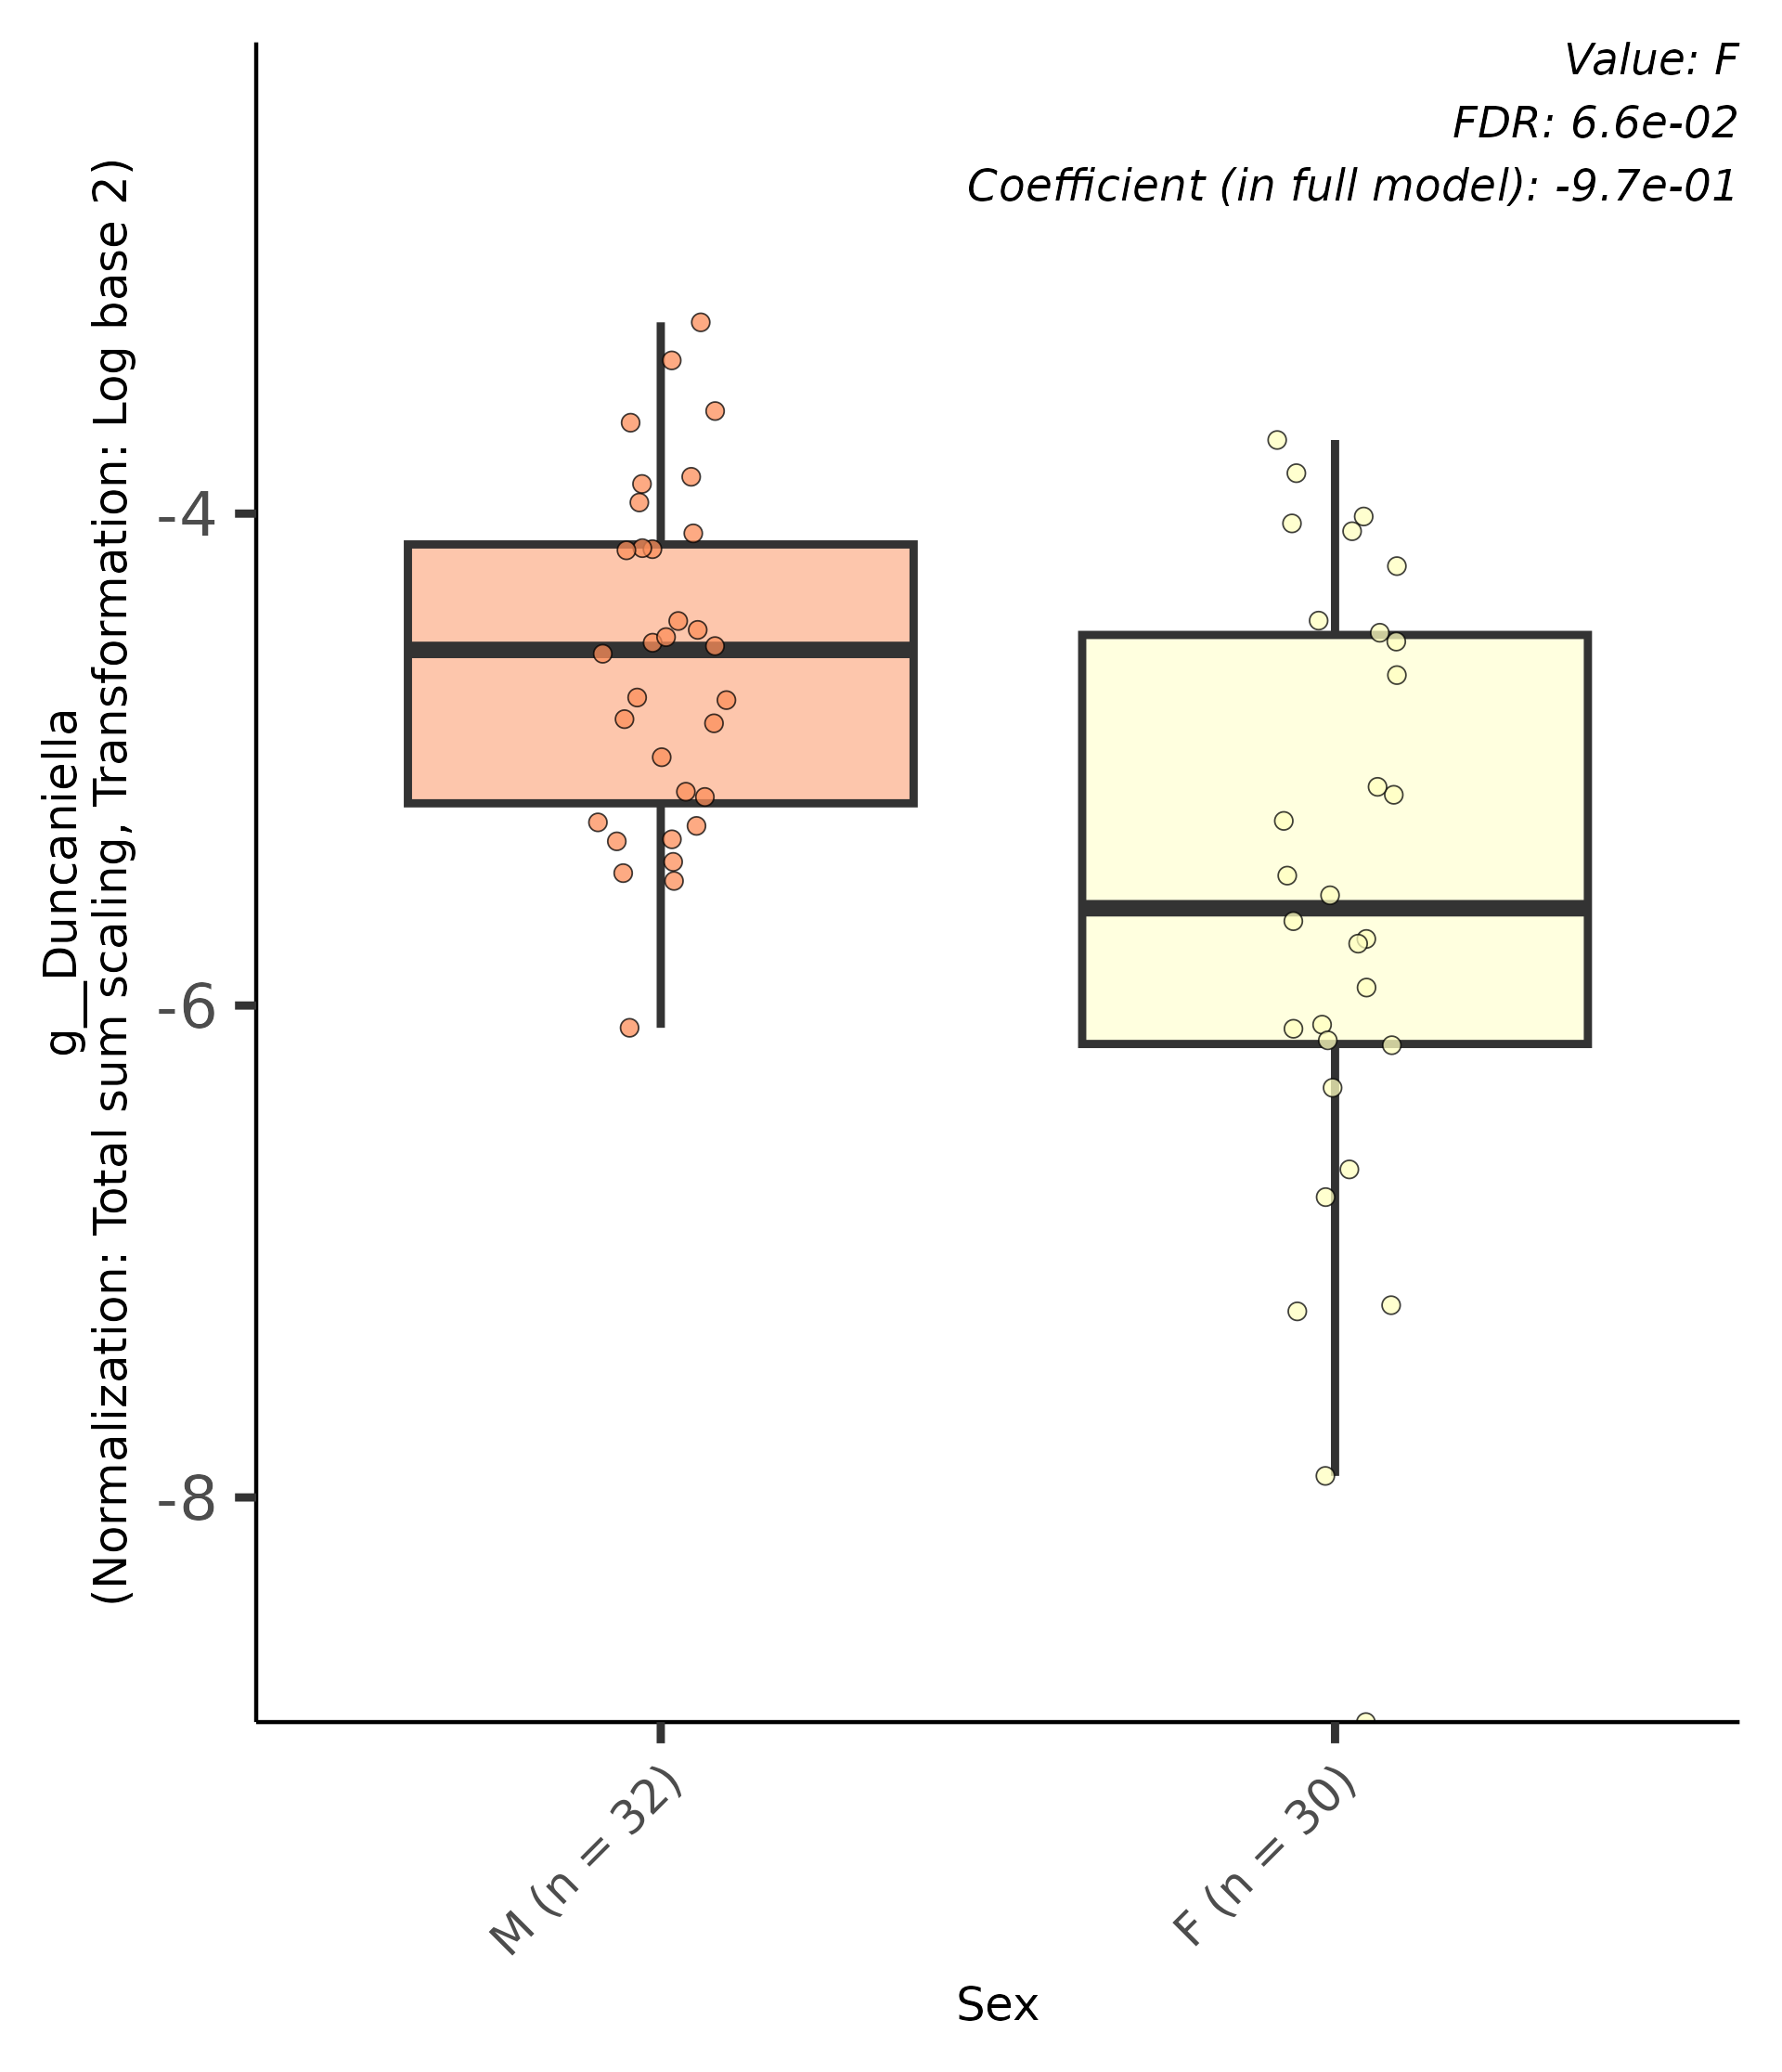 Value: F
FDR: 6.6e-02
Coefficient (in full model): -9.7e-01
g__Duncaniella
(Normalization: Total sum scaling, Transformation: Log base 2)
-4
-6
-8
M (n = 32)
F (n = 30)
Sex